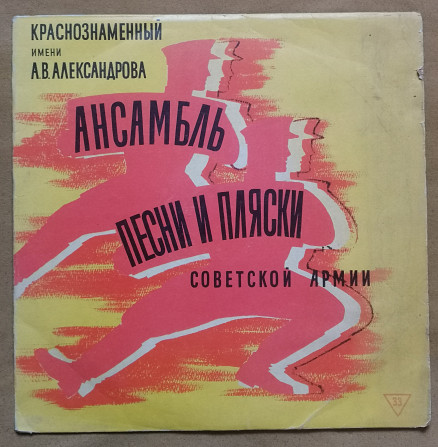 КРАСНОЗНАМЕННЫЙ
ИМЕНИ
А.В.АЛЕКСАНДРОВА
АНСАМБЛЬ
ПЕСНИ И ПЛЯСКИ
СОВЕТСКОЙ АРМИИ
33